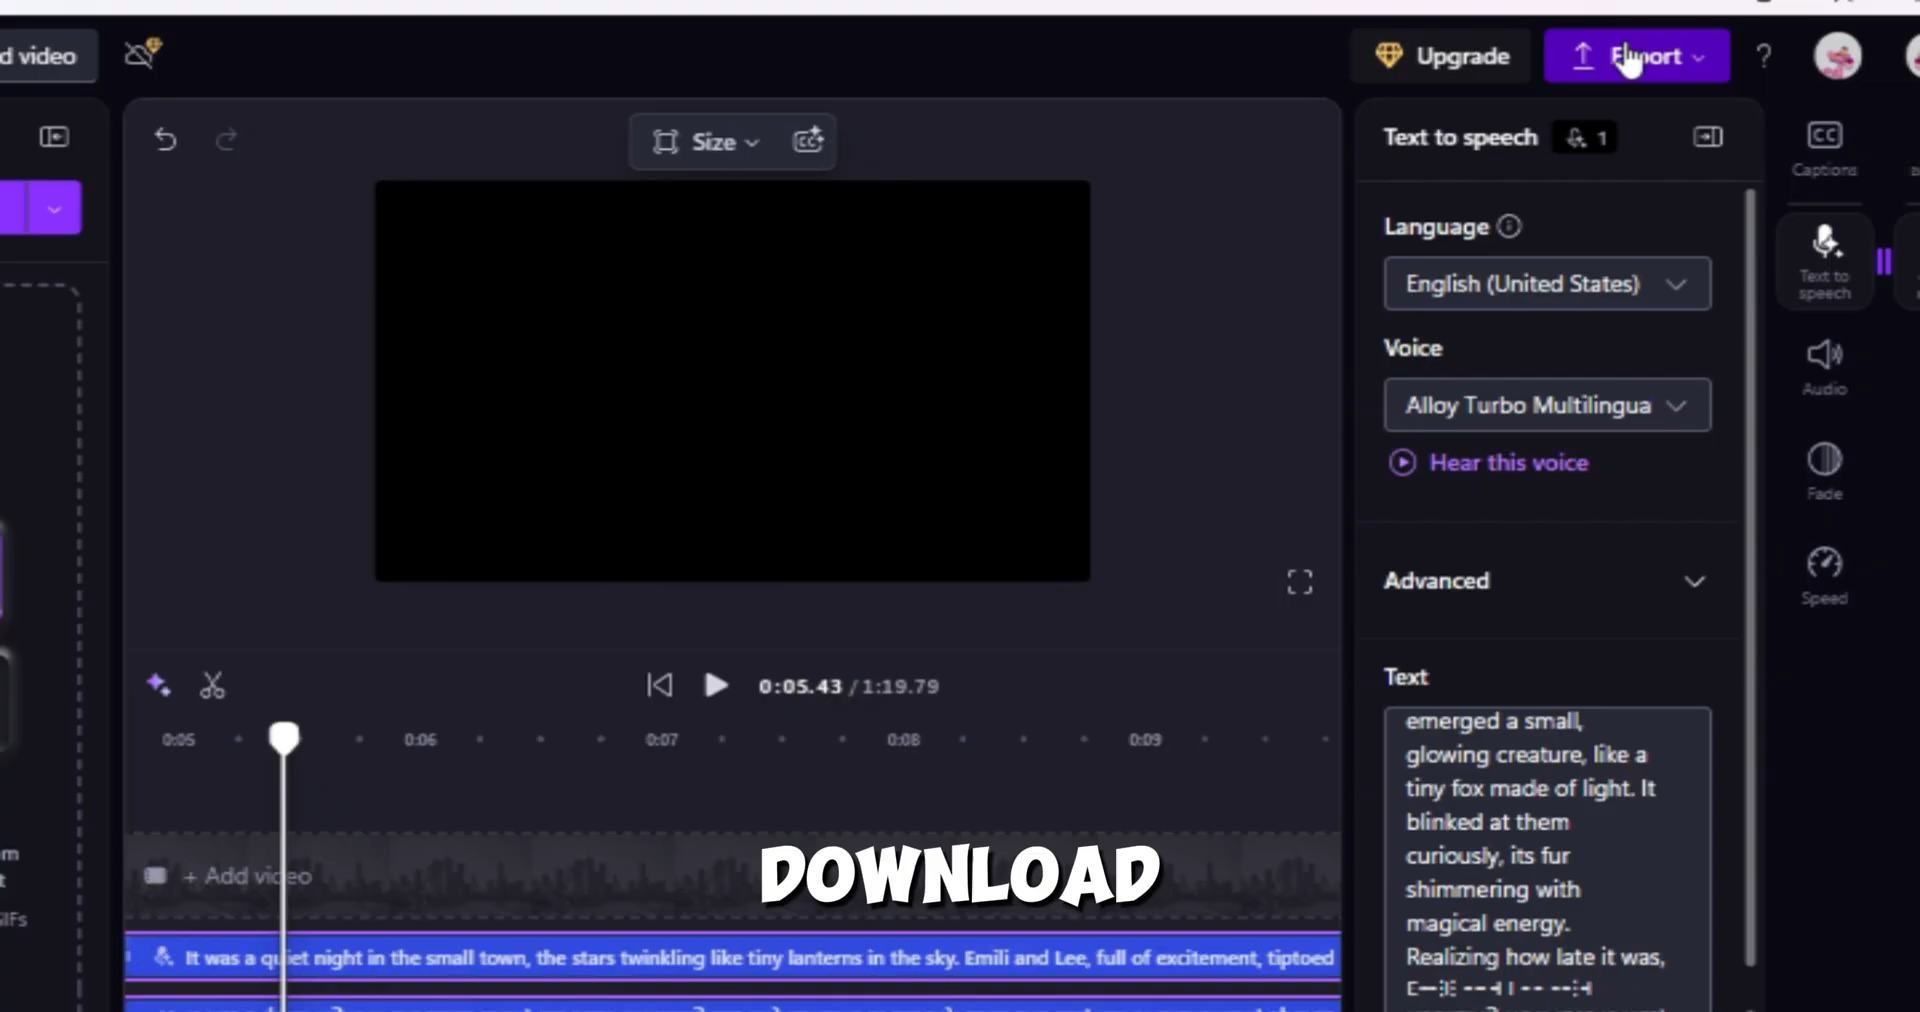 d video
Upgrade
Export
?
Size
Text to speech
1
CC
Captions
Language
English (United States)
Text to
speech
Voice
Alloy Turbo Multilingua
Audio
Hear this voice
Fade
Advanced
Speed
0:05.43 / 1:19.79
Text
0:05
0:06
0:07
0:08
0:09
emerged a small,
glowing creature, like a
tiny fox made of light. It
blinked at them
curiously, its fur
shimmering with
magical energy.
Realizing how late it was,
+ Add video
DOWNLOAD
GIFs
It was a quiet night in the small town, the stars twinkling like tiny lanterns in the sky. Emili and Lee, full of excitement, tiptoed